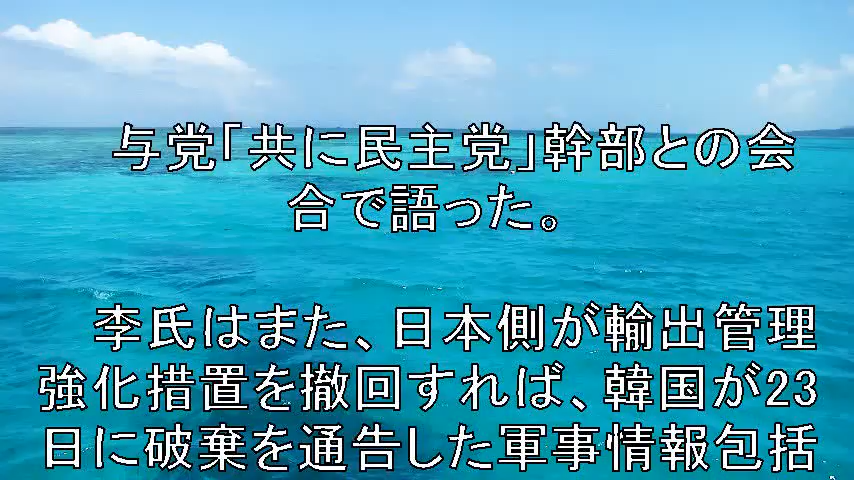 与党「共に民主党」幹部との会
合で語った。
李氏はまた、日本側が輸出管理
強化措置を撤回すれば、韓国が23
日に破棄を通告した軍事情報包括